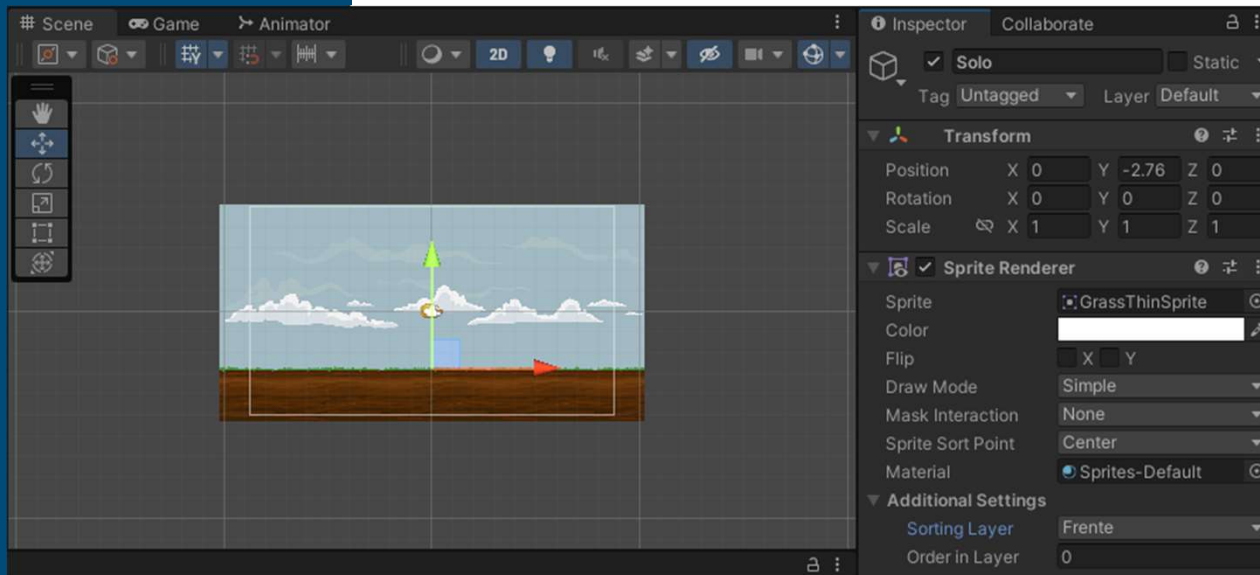 Scene Game Animator
2D
Inspector Collaborate
Solo Static
Tag Untagged Layer Default
Transform
Position X 0 Y -2.76 Z 0
Rotation X 0 Y 0 Z 0
Scale X 1 Y 1 Z 1
Sprite Renderer
Sprite GrassThinSprite
Color
Flip X Y
Draw Mode Simple
Mask Interaction None
Sprite Sort Point Center
Material Sprites-Default
Additional Settings
Sorting Layer Frente
Order in Layer 0